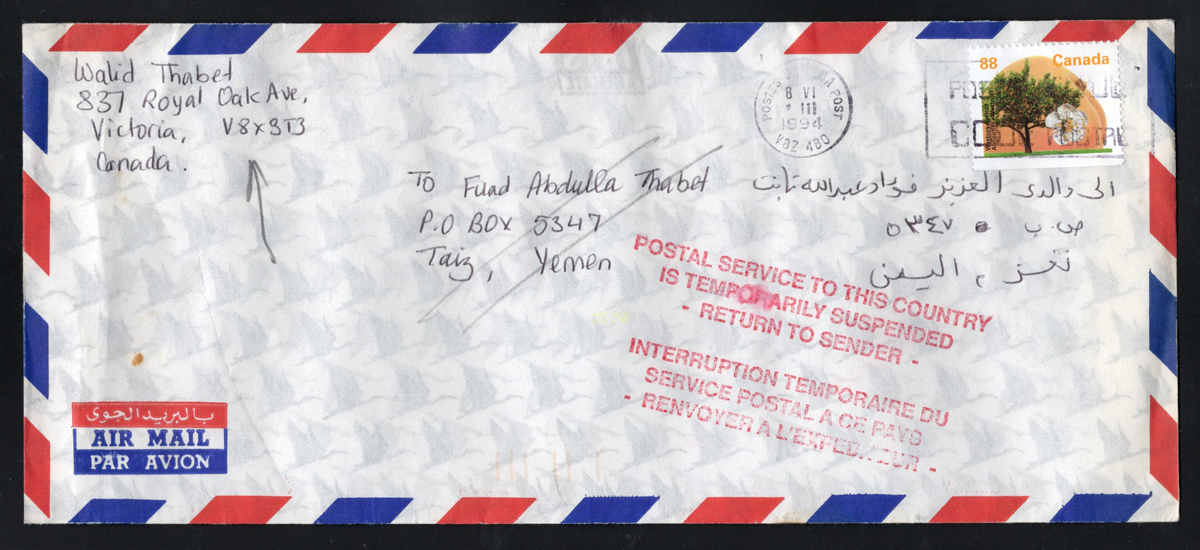 Walid Thabet
837 Royal Oak Ave,
Victoria, V8X3T3
Canada.
POST
8 VI
III
1994
V8Z 4B0
88 Canada
To Fuad Abdulla Thabet
P.O Box 5347
Taiz, Yemen
الى والدى العزيز فؤاد عبدالله ثابت
ص.ب ٥٣٤٧
تعز , اليمن
POSTAL SERVICE TO THIS COUNTRY
IS TEMPORARILY SUSPENDED
- RETURN TO SENDER -
INTERRUPTION TEMPORAIRE DU
SERVICE POSTAL A CE PAYS
- RENVOYER A L'EXPEDITEUR -
بالبريد الجوى
AIR MAIL
PAR AVION